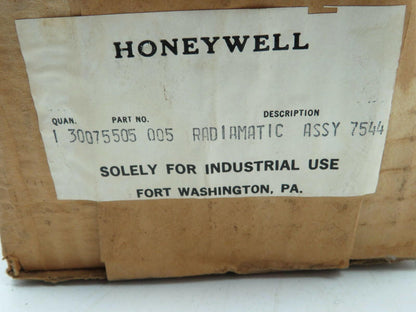 HONEYWELL
QUAN. PART NO. DESCRIPTION
1 30075505 005 RADIAMATIC ASSY 7544
SOLELY FOR INDUSTRIAL USE
FORT WASHINGTON, PA.